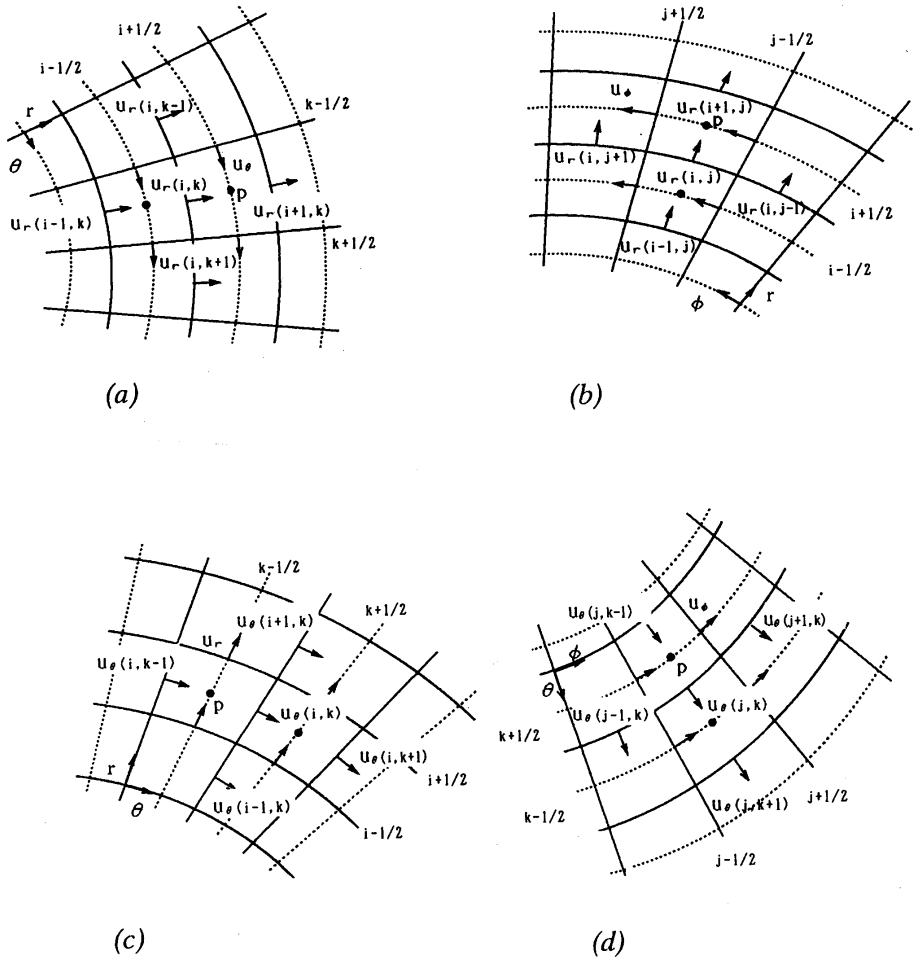 i+1/2
i-1/2
r
θ
u_r(i,k-1)
k-1/2
u_θ
p
u_r(i,k)
u_r(i-1,k)
u_r(i+1,k)
k+1/2
u_r(i,k+1)
(a)
j+1/2
j-1/2
u_ϕ
u_r(i+1,j)
p
u_r(i,j+1)
u_r(i,j)
u_r(i,j-1)
i+1/2
u_r(i-1,j)
i-1/2
ϕ
r
(b)
k-1/2
k+1/2
u_θ(i+1,k)
u_r
u_θ(i,k-1)
p
u_θ(i,k)
u_θ(i,k+1)
r
i+1/2
θ
u_θ(i-1,k)
i-1/2
(c)
u_θ(j,k-1)
u_ϕ
u_θ(j+1,k)
ϕ
p
θ
u_θ(j-1,k)
u_θ(j,k)
k+1/2
k-1/2
u_θ(j,k+1)
j+1/2
j-1/2
(d)